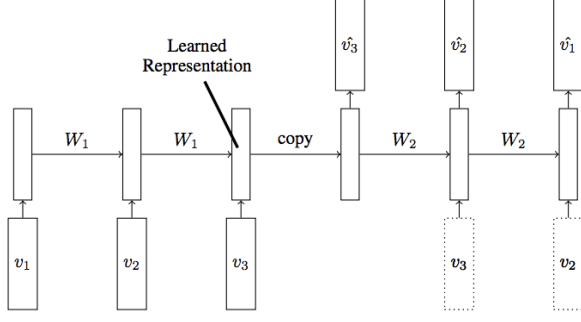 Learned
Representation
v̂₃
v̂₂
v̂₁
W₁
W₁
copy
W₂
W₂
v₁
v₂
v₃
v₃
v₂